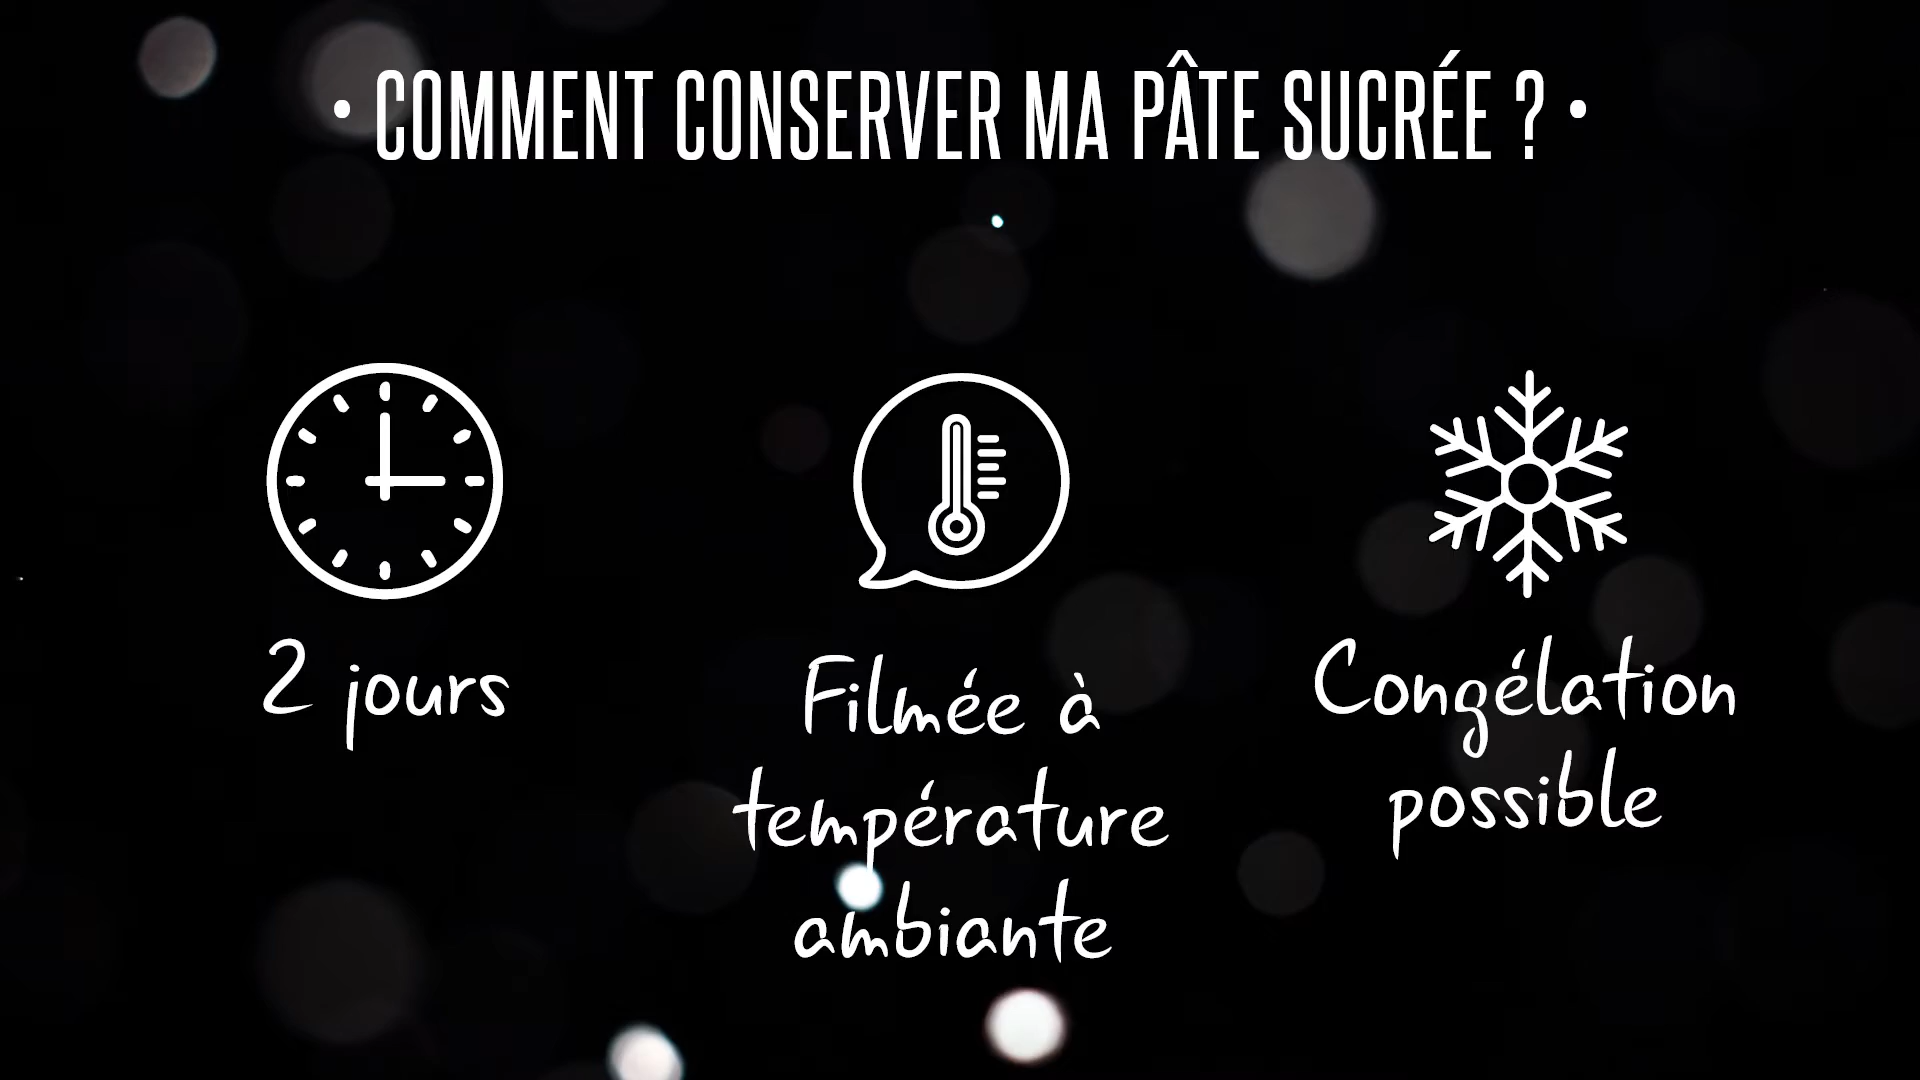 • COMMENT CONSERVER MA PÂTE SUCRÉE ? •
2 jours
Filmée à
température
ambiante
Congélation
possible